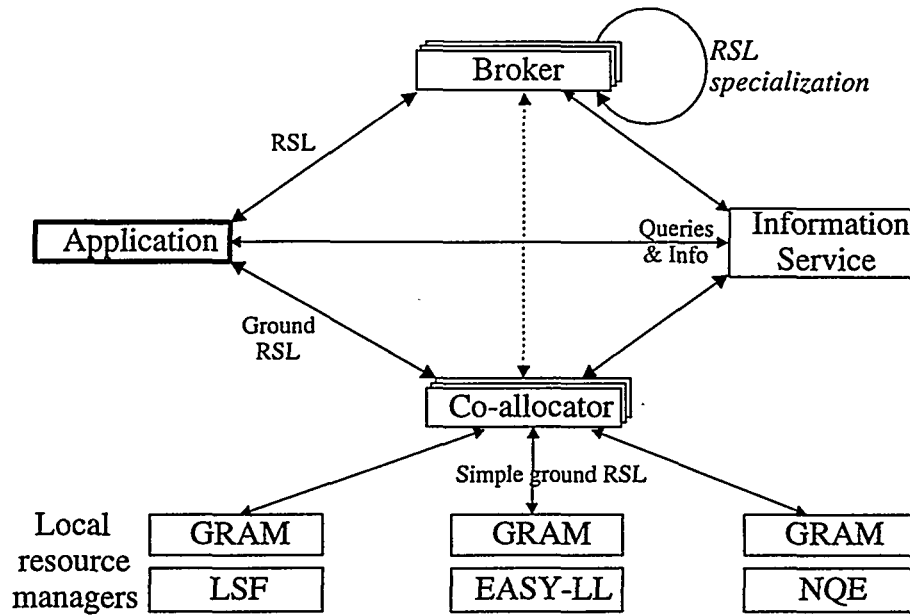 Broker
RSL
specialization
RSL
Application
Queries
& Info
Information
Service
Ground
RSL
Co-allocator
Simple ground RSL
Local
resource
managers
GRAM
GRAM
GRAM
LSF
EASY-LL
NQE